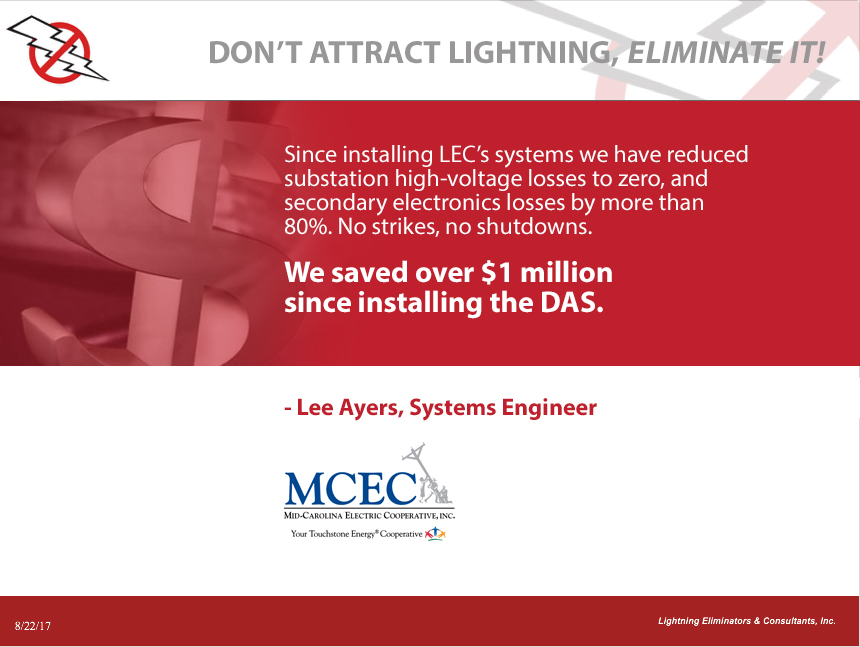 DON’T ATTRACT LIGHTNING, ELIMINATE IT!
Since installing LEC’s systems we have reduced
substation high-voltage losses to zero, and
secondary electronics losses by more than
80%. No strikes, no shutdowns.
We saved over $1 million
since installing the DAS.
- Lee Ayers, Systems Engineer
MCEC
MID-CAROLINA ELECTRIC COOPERATIVE, INC.
Your Touchstone Energy® Cooperative
8/22/17
Lightning Eliminators & Consultants, Inc.